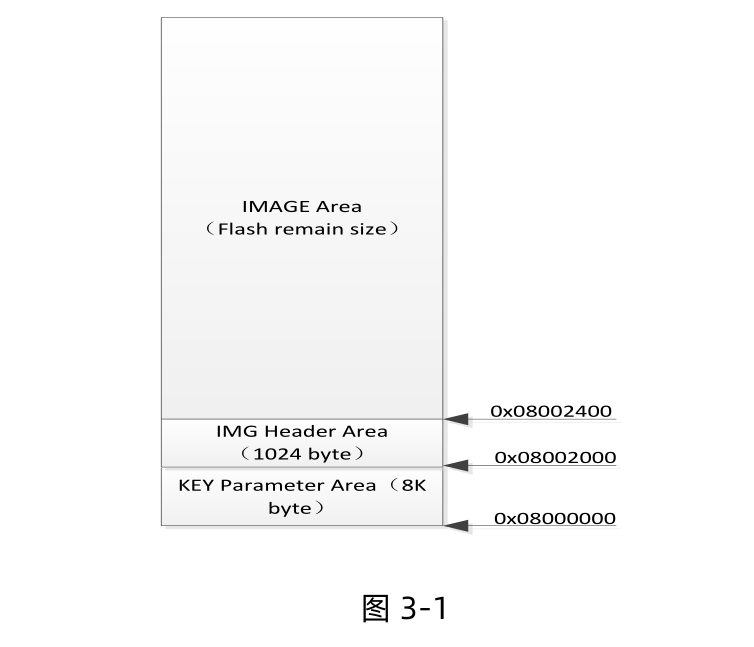 IMAGE Area
（Flash remain size）
0x08002400
IMG Header Area
（1024 byte）
0x08002000
KEY Parameter Area（8K
byte）
0x08000000
图 3-1